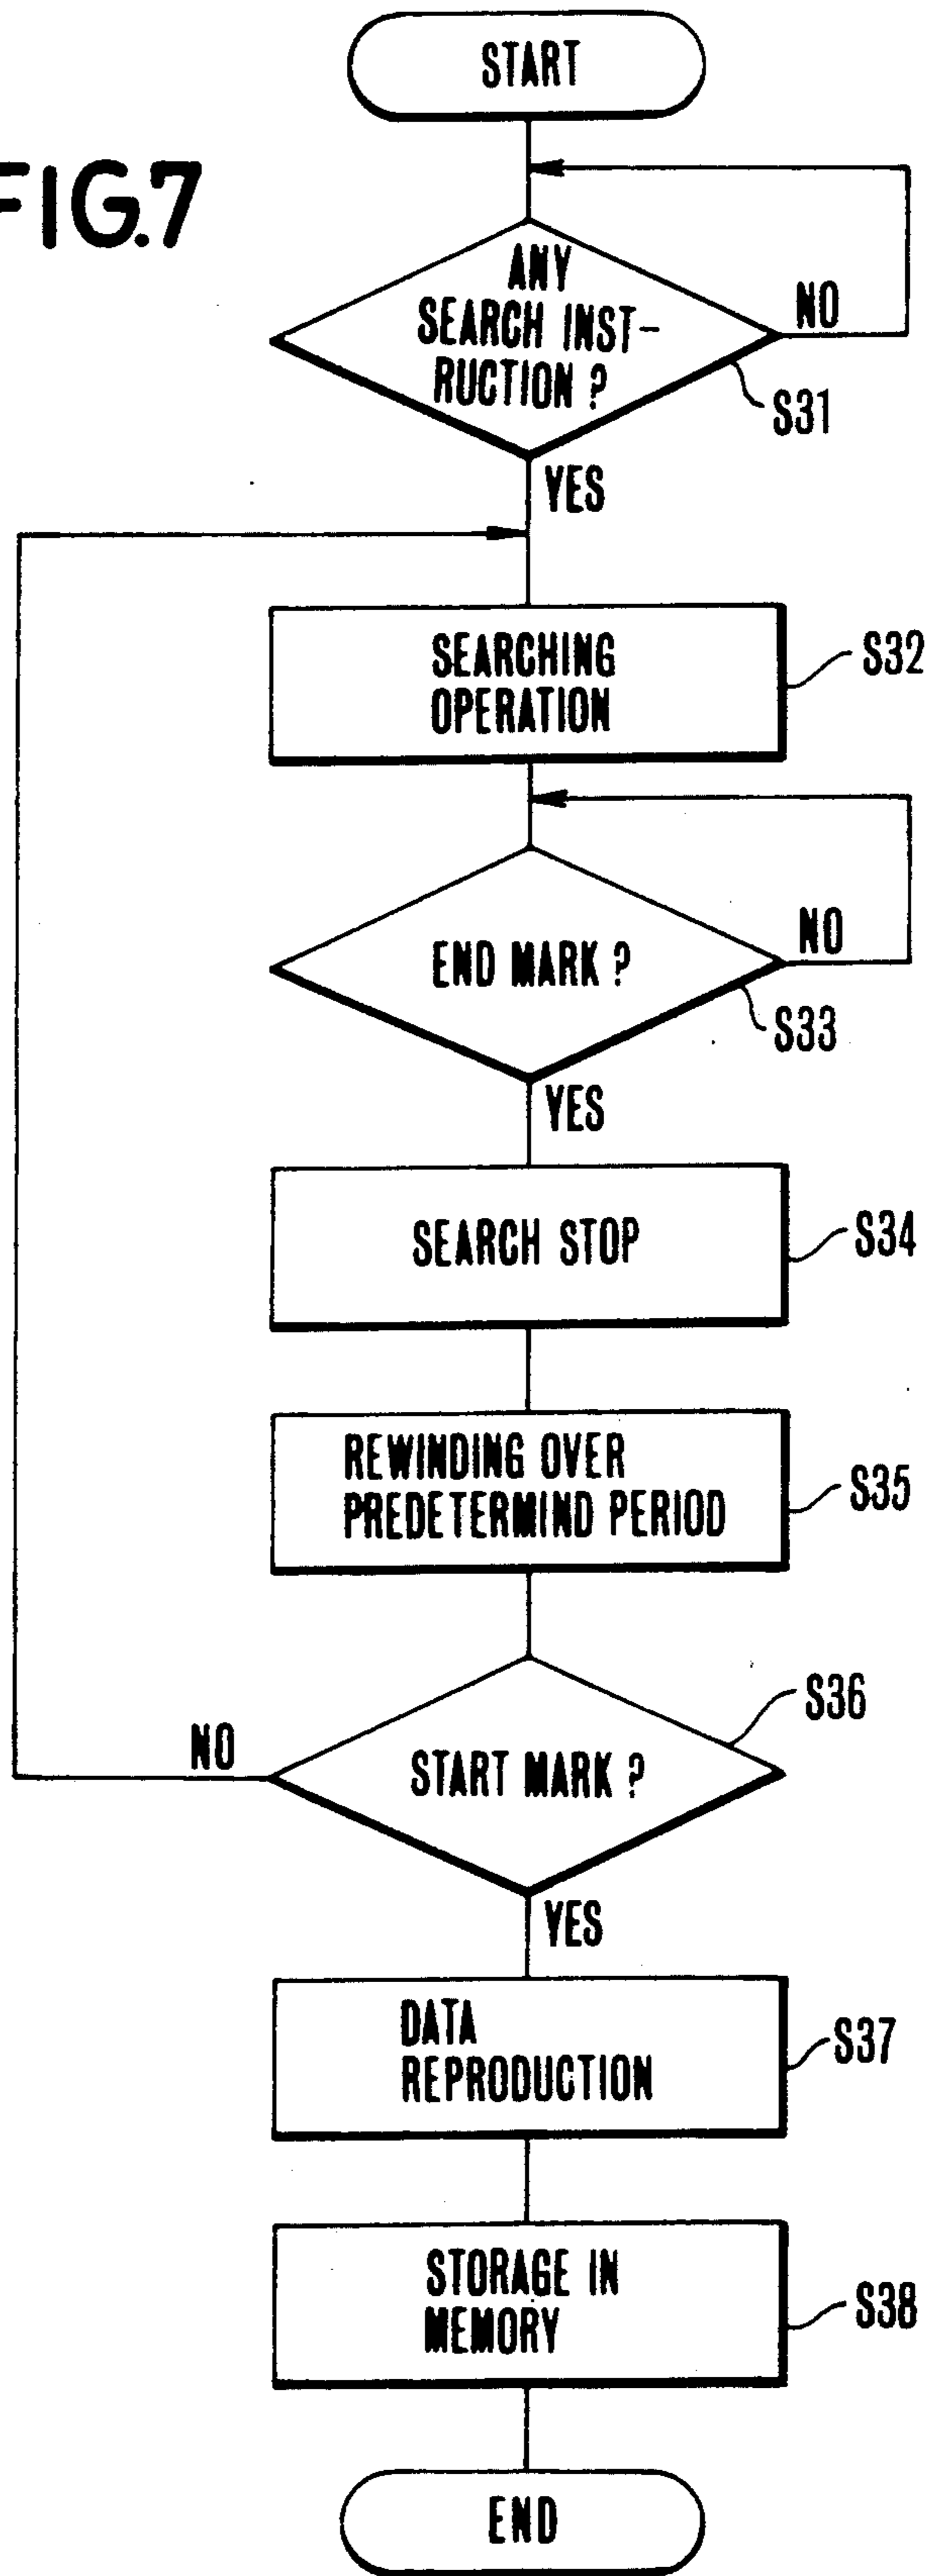 START
FIG.7
ANY
SEARCH INST-
RUCTION ?
NO
S31
YES
SEARCHING
OPERATION
S32
END MARK ?
NO
S33
YES
SEARCH STOP
S34
REWINDING OVER
PREDETERMIND PERIOD
S35
START MARK ?
S36
NO
YES
DATA
REPRODUCTION
S37
STORAGE IN
MEMORY
S38
END